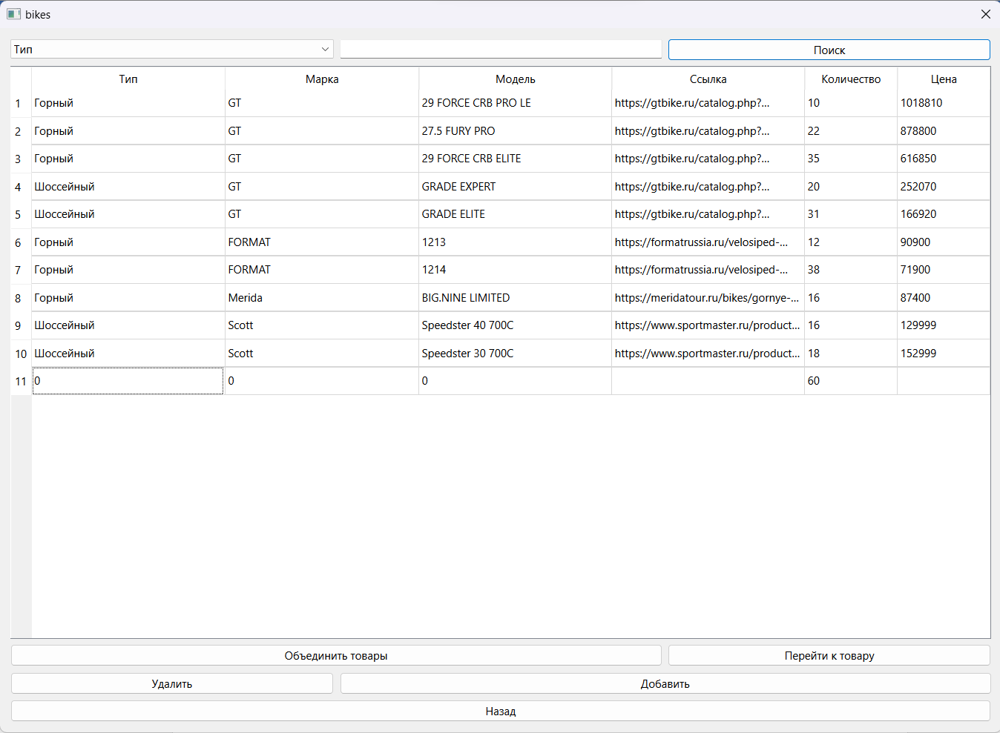 bikes
Тип Поиск
Тип Марка Модель Ссылка Количество Цена
1 Горный GT 29 FORCE CRB PRO LE https://gtbike.ru/catalog.php?... 10 1018810
2 Горный GT 27.5 FURY PRO https://gtbike.ru/catalog.php?... 22 878800
3 Горный GT 29 FORCE CRB ELITE https://gtbike.ru/catalog.php?... 35 616850
4 Шоссейный GT GRADE EXPERT https://gtbike.ru/catalog.php?... 20 252070
5 Шоссейный GT GRADE ELITE https://gtbike.ru/catalog.php?... 31 166920
6 Горный FORMAT 1213 https://formatrussia.ru/velosiped-... 12 90900
7 Горный FORMAT 1214 https://formatrussia.ru/velosiped-... 38 71900
8 Горный Merida BIG.NINE LIMITED https://meridatour.ru/bikes/gornye-... 16 87400
9 Шоссейный Scott Speedster 40 700C https://www.sportmaster.ru/product... 16 129999
10 Шоссейный Scott Speedster 30 700C https://www.sportmaster.ru/product... 18 152999
11 0 0 0 60
Объединить товары Перейти к товару
Удалить Добавить
Назад